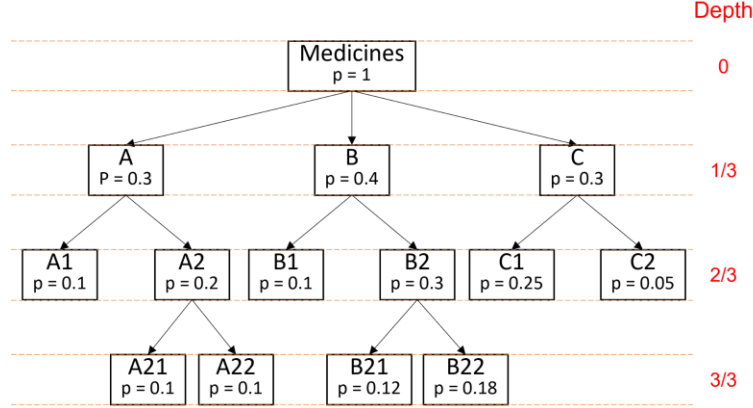 Depth
Medicines
p = 1
0
A
P = 0.3
B
p = 0.4
C
p = 0.3
1/3
A1
p = 0.1
A2
p = 0.2
B1
p = 0.1
B2
p = 0.3
C1
p = 0.25
C2
p = 0.05
2/3
A21
p = 0.1
A22
p = 0.1
B21
p = 0.12
B22
p = 0.18
3/3